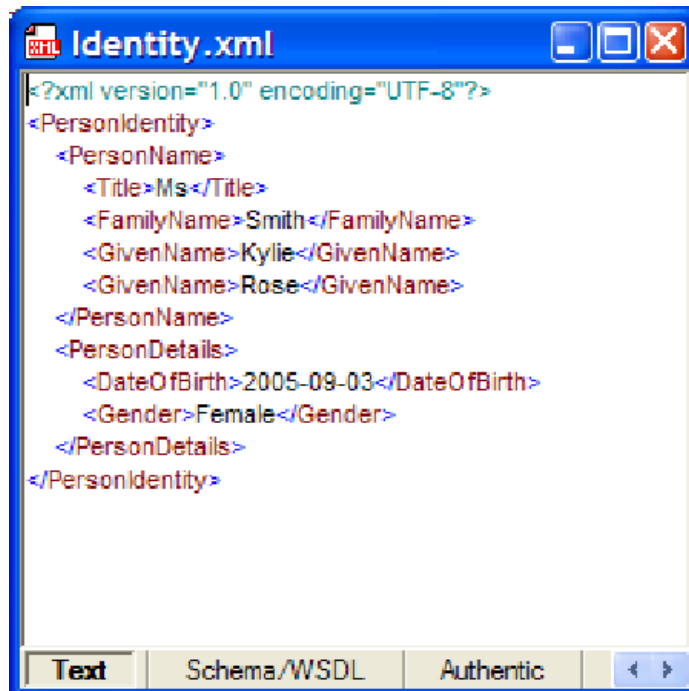 Identity.xml
<?xml version="1.0" encoding="UTF-8"?>
<PersonIdentity>
<PersonName>
<Title>Ms</Title>
<FamilyName>Smith</FamilyName>
<GivenName>Kylie</GivenName>
<GivenName>Rose</GivenName>
</PersonName>
<PersonDetails>
<DateOfBirth>2005-09-03</DateOfBirth>
<Gender>Female</Gender>
</PersonDetails>
</PersonIdentity>
Text Schema/WSDL Authentic